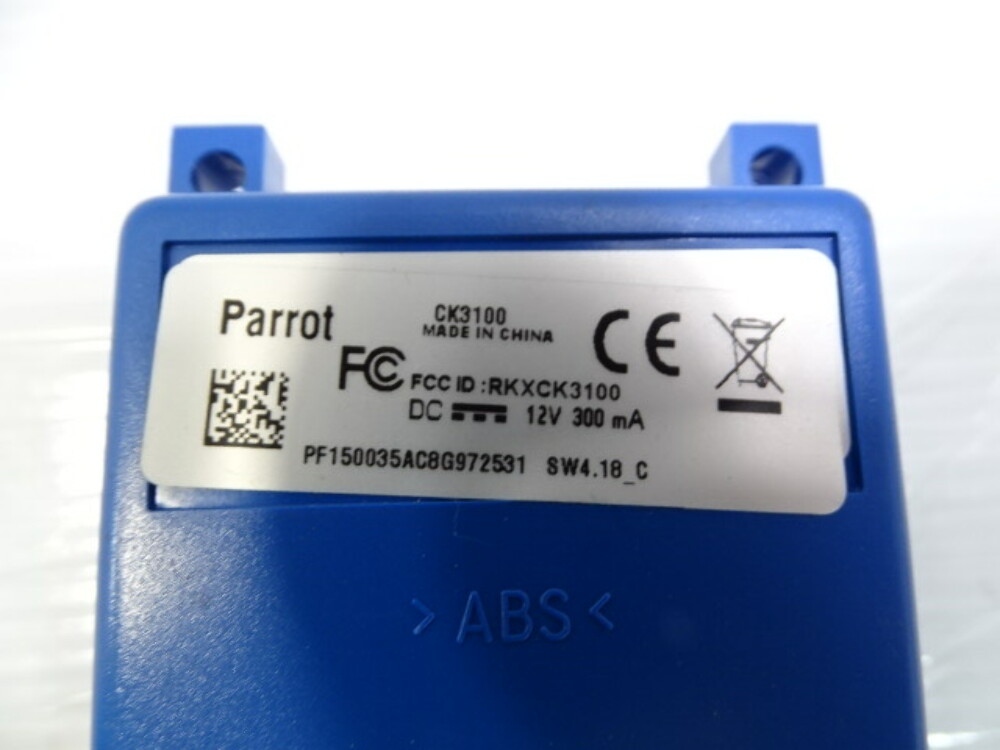 Parrot
CK3100
MADE IN CHINA
CE
FC
FCC ID :RKXCK3100
DC 12V 300 mA
PF150035AC8G972531 SW4.18_C
>ABS<